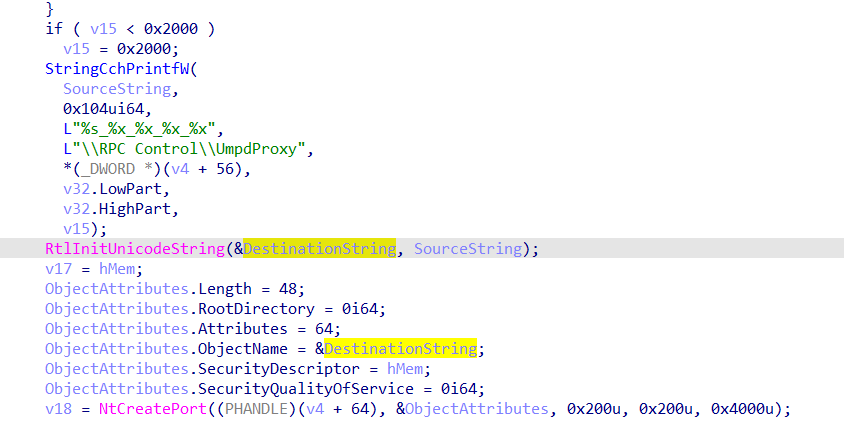 }
if ( v15 < 0x2000 )
v15 = 0x2000;
StringCchPrintfW(
SourceString,
0x104ui64,
L"%s_%x_%x_%x_%x",
L"\\RPC Control\\UmpdProxy",
*(_DWORD *)(v4 + 56),
v32.LowPart,
v32.HighPart,
v15);
RtlInitUnicodeString(&DestinationString, SourceString);
v17 = hMem;
ObjectAttributes.Length = 48;
ObjectAttributes.RootDirectory = 0i64;
ObjectAttributes.Attributes = 64;
ObjectAttributes.ObjectName = &DestinationString;
ObjectAttributes.SecurityDescriptor = hMem;
ObjectAttributes.SecurityQualityOfService = 0i64;
v18 = NtCreatePort((PHANDLE)(v4 + 64), &ObjectAttributes, 0x200u, 0x200u, 0x4000u);